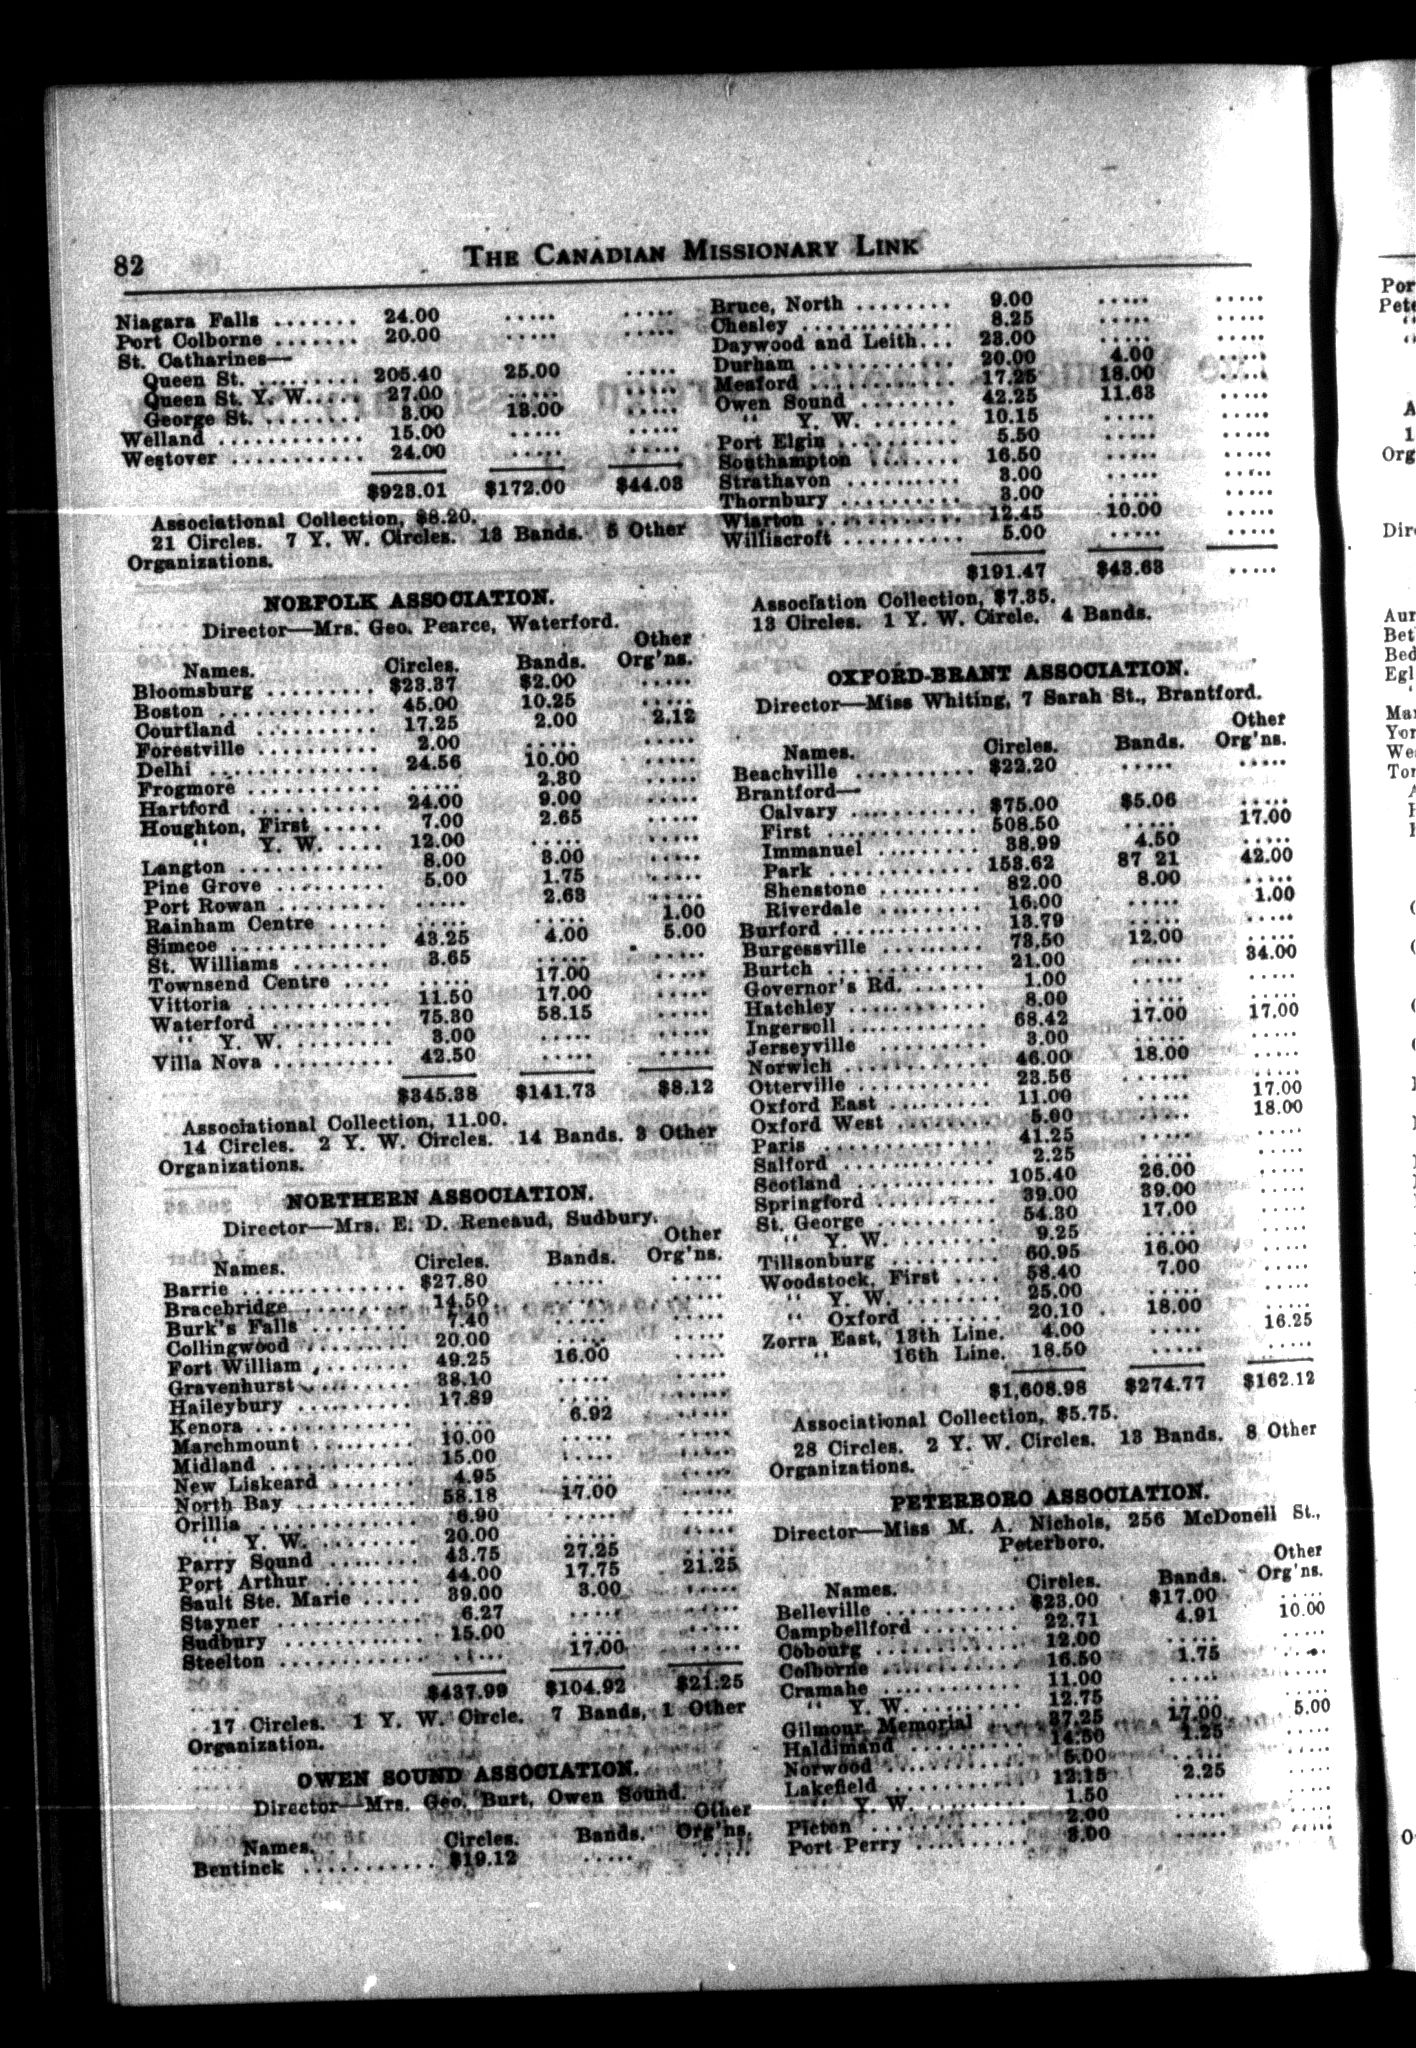 82
THE CANADIAN MISSIONARY LINK
Niagara Falls ....... 24.00 ..... .....
Port Colborne ....... 20.00 ..... .....
St. Catharines—
Queen St. ......... 205.40 25.00 .....
Queen St. Y. W..... 27.00 ..... .....
George St. ........ 3.00 13.00 .....
Welland ............ 15.00 ..... .....
Westover ........... 24.00 ..... .....
$923.01 $172.00 $44.03
Associational Collection, $8.20.
21 Circles. 7 Y. W. Circles. 13 Bands. 5 Other
Organizations.
NORFOLK ASSOCIATION.
Director—Mrs. Geo. Pearce, Waterford.
Other
Names. Circles. Bands. Org'ns.
Bloomsburg ......... $23.37 $2.00 .....
Boston ............. 45.00 10.25 .....
Courtland .......... 17.25 2.00 2.12
Forestville .......... 2.00 ..... .....
Delhi .............. 24.56 10.00 .....
Frogmore ........... ..... 2.30 .....
Hartford ........... 24.00 9.00 .....
Houghton, First ..... 7.00 2.65 .....
" Y. W. .... 12.00 ..... .....
Langton ............ 8.00 3.00 .....
Pine Grove ......... 5.00 1.75 .....
Port Rowan ......... ..... 2.63 .....
Rainham Centre ..... ..... ..... 1.00
Simcoe ............. 43.25 4.00 5.00
St. Williams ........ 3.65 ..... .....
Townsend Centre .... ..... 17.00 .....
Vittoria ............ 11.50 17.00 .....
Waterford .......... 75.30 58.15 .....
" Y. W. ........ 3.00 ..... .....
Villa Nova .......... 42.50 ..... .....
$345.38 $141.73 $8.12
Associational Collection, 11.00.
14 Circles. 2 Y. W. Circles. 14 Bands. 3 Other
Organizations.
NORTHERN ASSOCIATION.
Director—Mrs. E. D. Reneaud, Sudbury.
Other
Names. Circles. Bands. Org'ns.
Barrie ............. $27.80 ..... .....
Bracebridge......... 14.50 ..... .....
Burk's Falls ........ 7.40 ..... .....
Collingwood ........ 20.00 ..... .....
Fort William ........ 49.25 16.00 .....
Gravenhurst ........ 38.10 ..... .....
Haileybury ......... 17.89 ..... .....
Kenora ............. ..... 6.92 .....
Marchmount ........ 10.00 ..... .....
Midland ............ 15.00 ..... .....
New Liskeard ....... 4.95 ..... .....
North Bay .......... 58.18 17.00 .....
Orillia ............. 6.90 ..... .....
" Y. W. ........ 20.00 ..... .....
Parry Sound ........ 43.75 27.25 .....
Port Arthur ........ 44.00 17.75 21.25
Sault Ste. Marie ..... 39.00 3.00 .....
Stayner ............ 6.27 ..... .....
Sudbury ............ 15.00 ..... .....
Steelton ............ ..... 17.00 .....
$437.99 $104.92 $21.25
17 Circles. 1 Y. W. Circle. 7 Bands, 1 Other
Organization.
OWEN SOUND ASSOCIATION.
Director—Mrs. Geo. Burt, Owen Sound.
Other
Names. Circles. Bands. Org'ns.
Bentinck ........... $19.12 ..... .....
Bruce, North ........ 9.00 ..... .....
Chesley ............. 8.25 ..... .....
Daywood and Leith... 23.00 ..... .....
Durham ............ 20.00 4.00 .....
Meaford ............ 17.25 18.00 .....
Owen Sound ........ 42.25 11.63 .....
" Y. W. ....... 10.15 ..... .....
Port Elgin .......... 5.50 ..... .....
Southampton ........ 16.50 ..... .....
Strathavon .......... 3.00 ..... .....
Thornbury .......... 3.00 ..... .....
Wiarton ............ 12.45 10.00 .....
Williscroft .......... 5.00 ..... .....
$191.47 $43.63 .....
Association Collection, $7.35.
13 Circles. 1 Y. W. Circle. 4 Bands.
OXFORD-BRANT ASSOCIATION.
Director—Miss Whiting, 7 Sarah St., Brantford.
Other
Names. Circles. Bands. Org'ns.
Beachville .......... $22.20 ..... .....
Brantford—
Calvary ........... $75.00 $5.06 .....
First ............. 508.50 ..... 17.00
Immanuel ......... 38.99 4.50 .....
Park ............. 153.62 87 21 42.00
Shenstone ......... 82.00 8.00 .....
Riverdale ......... 16.00 ..... 1.00
Burford ............ 13.79 ..... .....
Burgessville ........ 73.50 12.00 .....
Burtch ............. 21.00 ..... 34.00
Governor's Rd. ...... 1.00 ..... .....
Hatchley ........... 8.00 ..... .....
Ingersoll ........... 68.42 17.00 17.00
Jerseyville .......... 3.00 ..... .....
Norwich ............ 46.00 18.00 .....
Otterville ........... 23.56 ..... .....
Oxford East ......... 11.00 ..... 17.00
Oxford West ........ 5.00 ..... 18.00
Paris .............. 41.25 ..... .....
Salford ............. 2.25 ..... .....
Scotland ............ 105.40 26.00 .....
Springford .......... 39.00 39.00 .....
St. George .......... 54.30 17.00 .....
" Y. W. ......... 9.25 ..... .....
Tillsonburg ......... 60.95 16.00 .....
Woodstock, First .... 58.40 7.00 .....
" Y. W. ........ 25.00 ..... .....
" Oxford ....... 20.10 18.00 .....
Zorra East, 13th Line. 4.00 ..... 16.25
" 16th Line. 18.50 ..... .....
$1,608.98 $274.77 $162.12
Associational Collection, $5.75.
28 Circles. 2 Y. W. Circles. 13 Bands. 8 Other
Organizations.
PETERBORO ASSOCIATION.
Director—Miss M. A. Nichols, 256 McDonell St.,
Peterboro.
Other
Names. Circles. Bands. Org'ns.
Belleville ........... $23.00 $17.00 .....
Campbellford ........ 22.71 4.91 10.00
Cobourg ............ 12.00 ..... .....
Colborne ........... 16.50 1.75 .....
Cramahe ............ 11.00 ..... .....
" Y. W. ........ 12.75 ..... .....
Gilmour Memorial 37.25 17.00 5.00
Haldimand .......... 14.50 1.25 .....
Norwood ........... 5.00 ..... .....
Lakefield ........... 12.15 2.25 .....
" Y. W. ......... 1.50 ..... .....
Picton ............. 2.00 ..... .....
Port Perry .......... 3.00 ..... .....